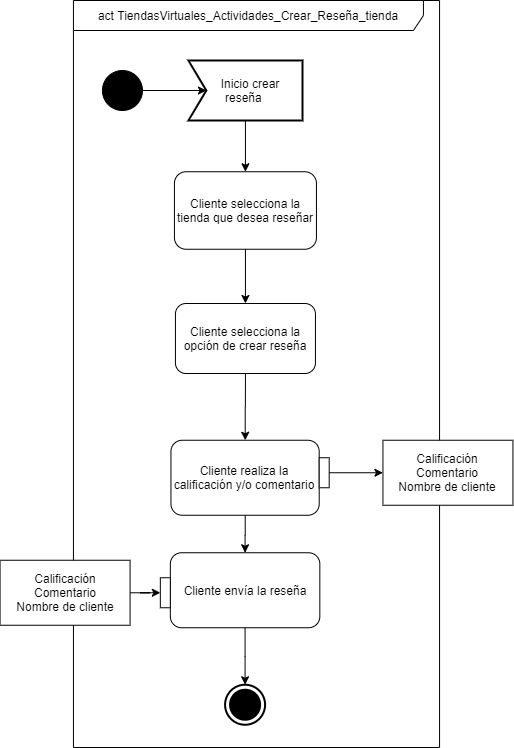 act TiendasVirtuales_Actividades_Crear_Reseña_tienda
Inicio crear
reseña
Cliente selecciona la
tienda que desea reseñar
Cliente selecciona la
opción de crear reseña
Cliente realiza la
calificación y/o comentario
Calificación
Comentario
Nombre de cliente
Calificación
Comentario
Nombre de cliente
Cliente envía la reseña